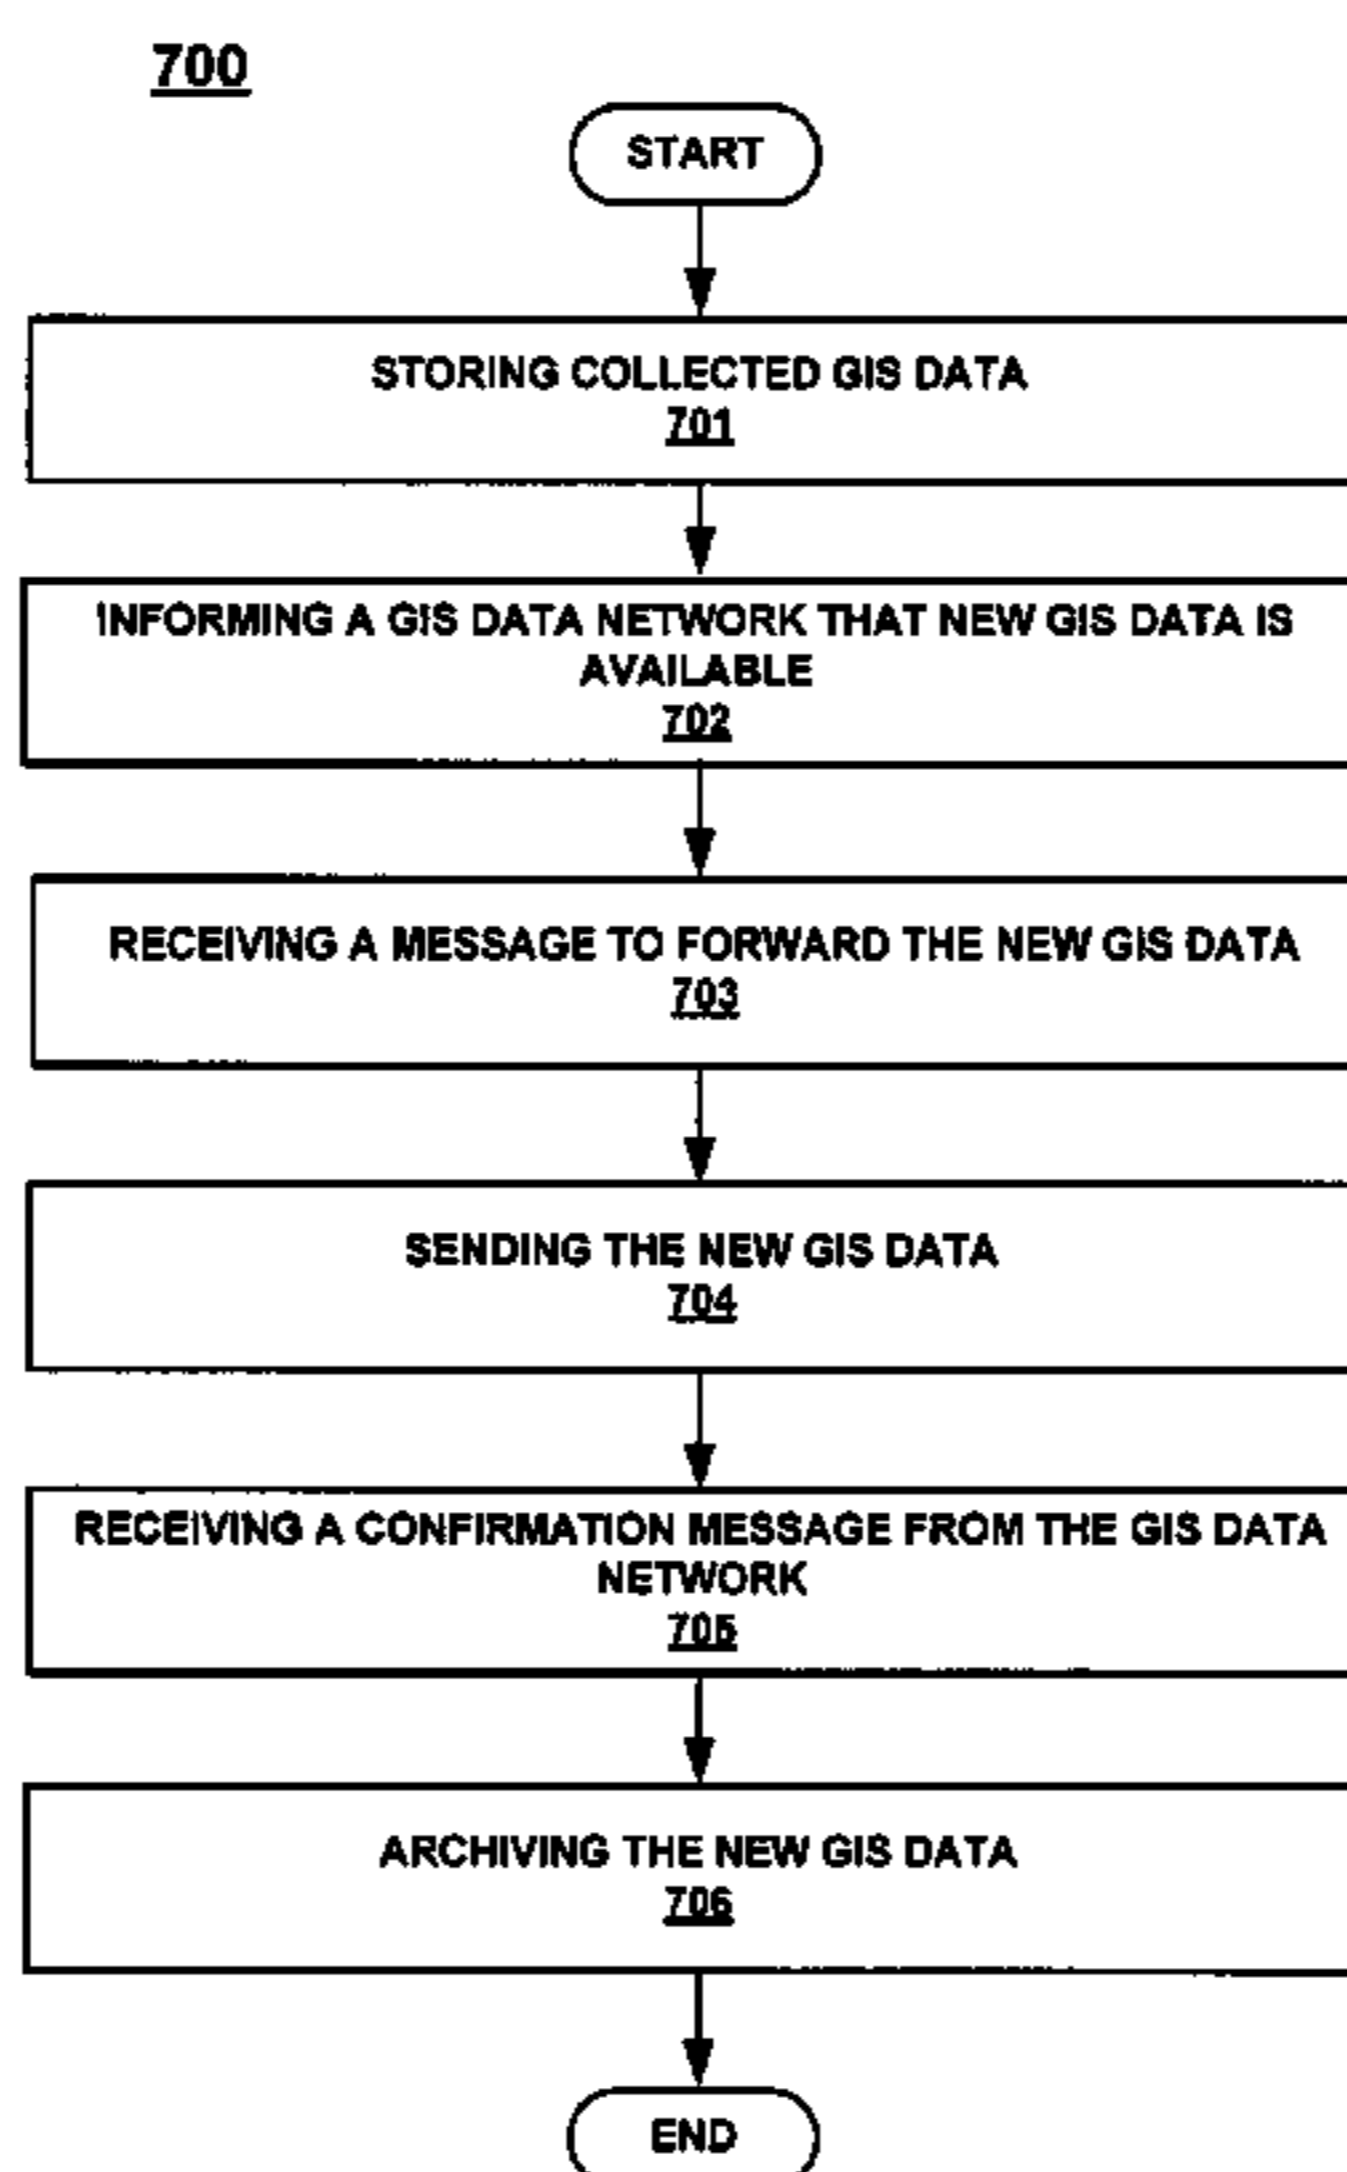 700
START
STORING COLLECTED GIS DATA
701
INFORMING A GIS DATA NETWORK THAT NEW GIS DATA IS
AVAILABLE
702
RECEIVING A MESSAGE TO FORWARD THE NEW GIS DATA
703
SENDING THE NEW GIS DATA
704
RECEIVING A CONFIRMATION MESSAGE FROM THE GIS DATA
NETWORK
705
ARCHIVING THE NEW GIS DATA
706
END